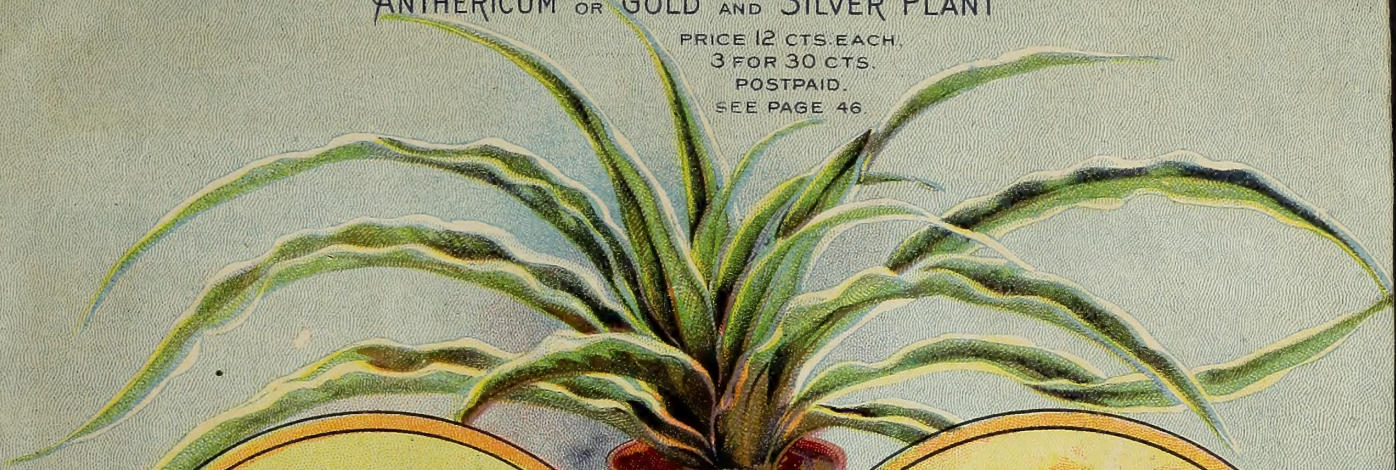 ANTHERICUM OR GOLD AND SILVER PLANT
PRICE 12 CTS. EACH.
3 FOR 30 CTS.
POSTPAID.
SEE PAGE 46.